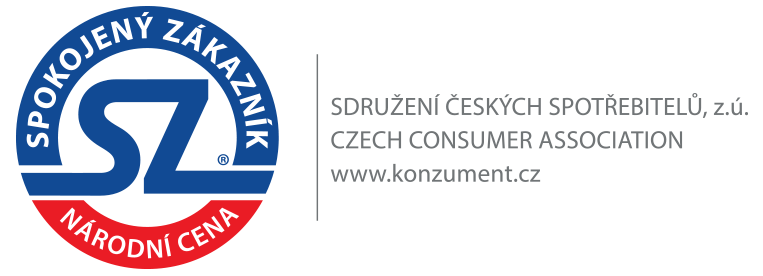 SPOKOJENÝ ZÁKAZNÍK
SZ®
NÁRODNÍ CENA
SDRUŽENÍ ČESKÝCH SPOTŘEBITELŮ, z.ú.
CZECH CONSUMER ASSOCIATION
www.konzument.cz